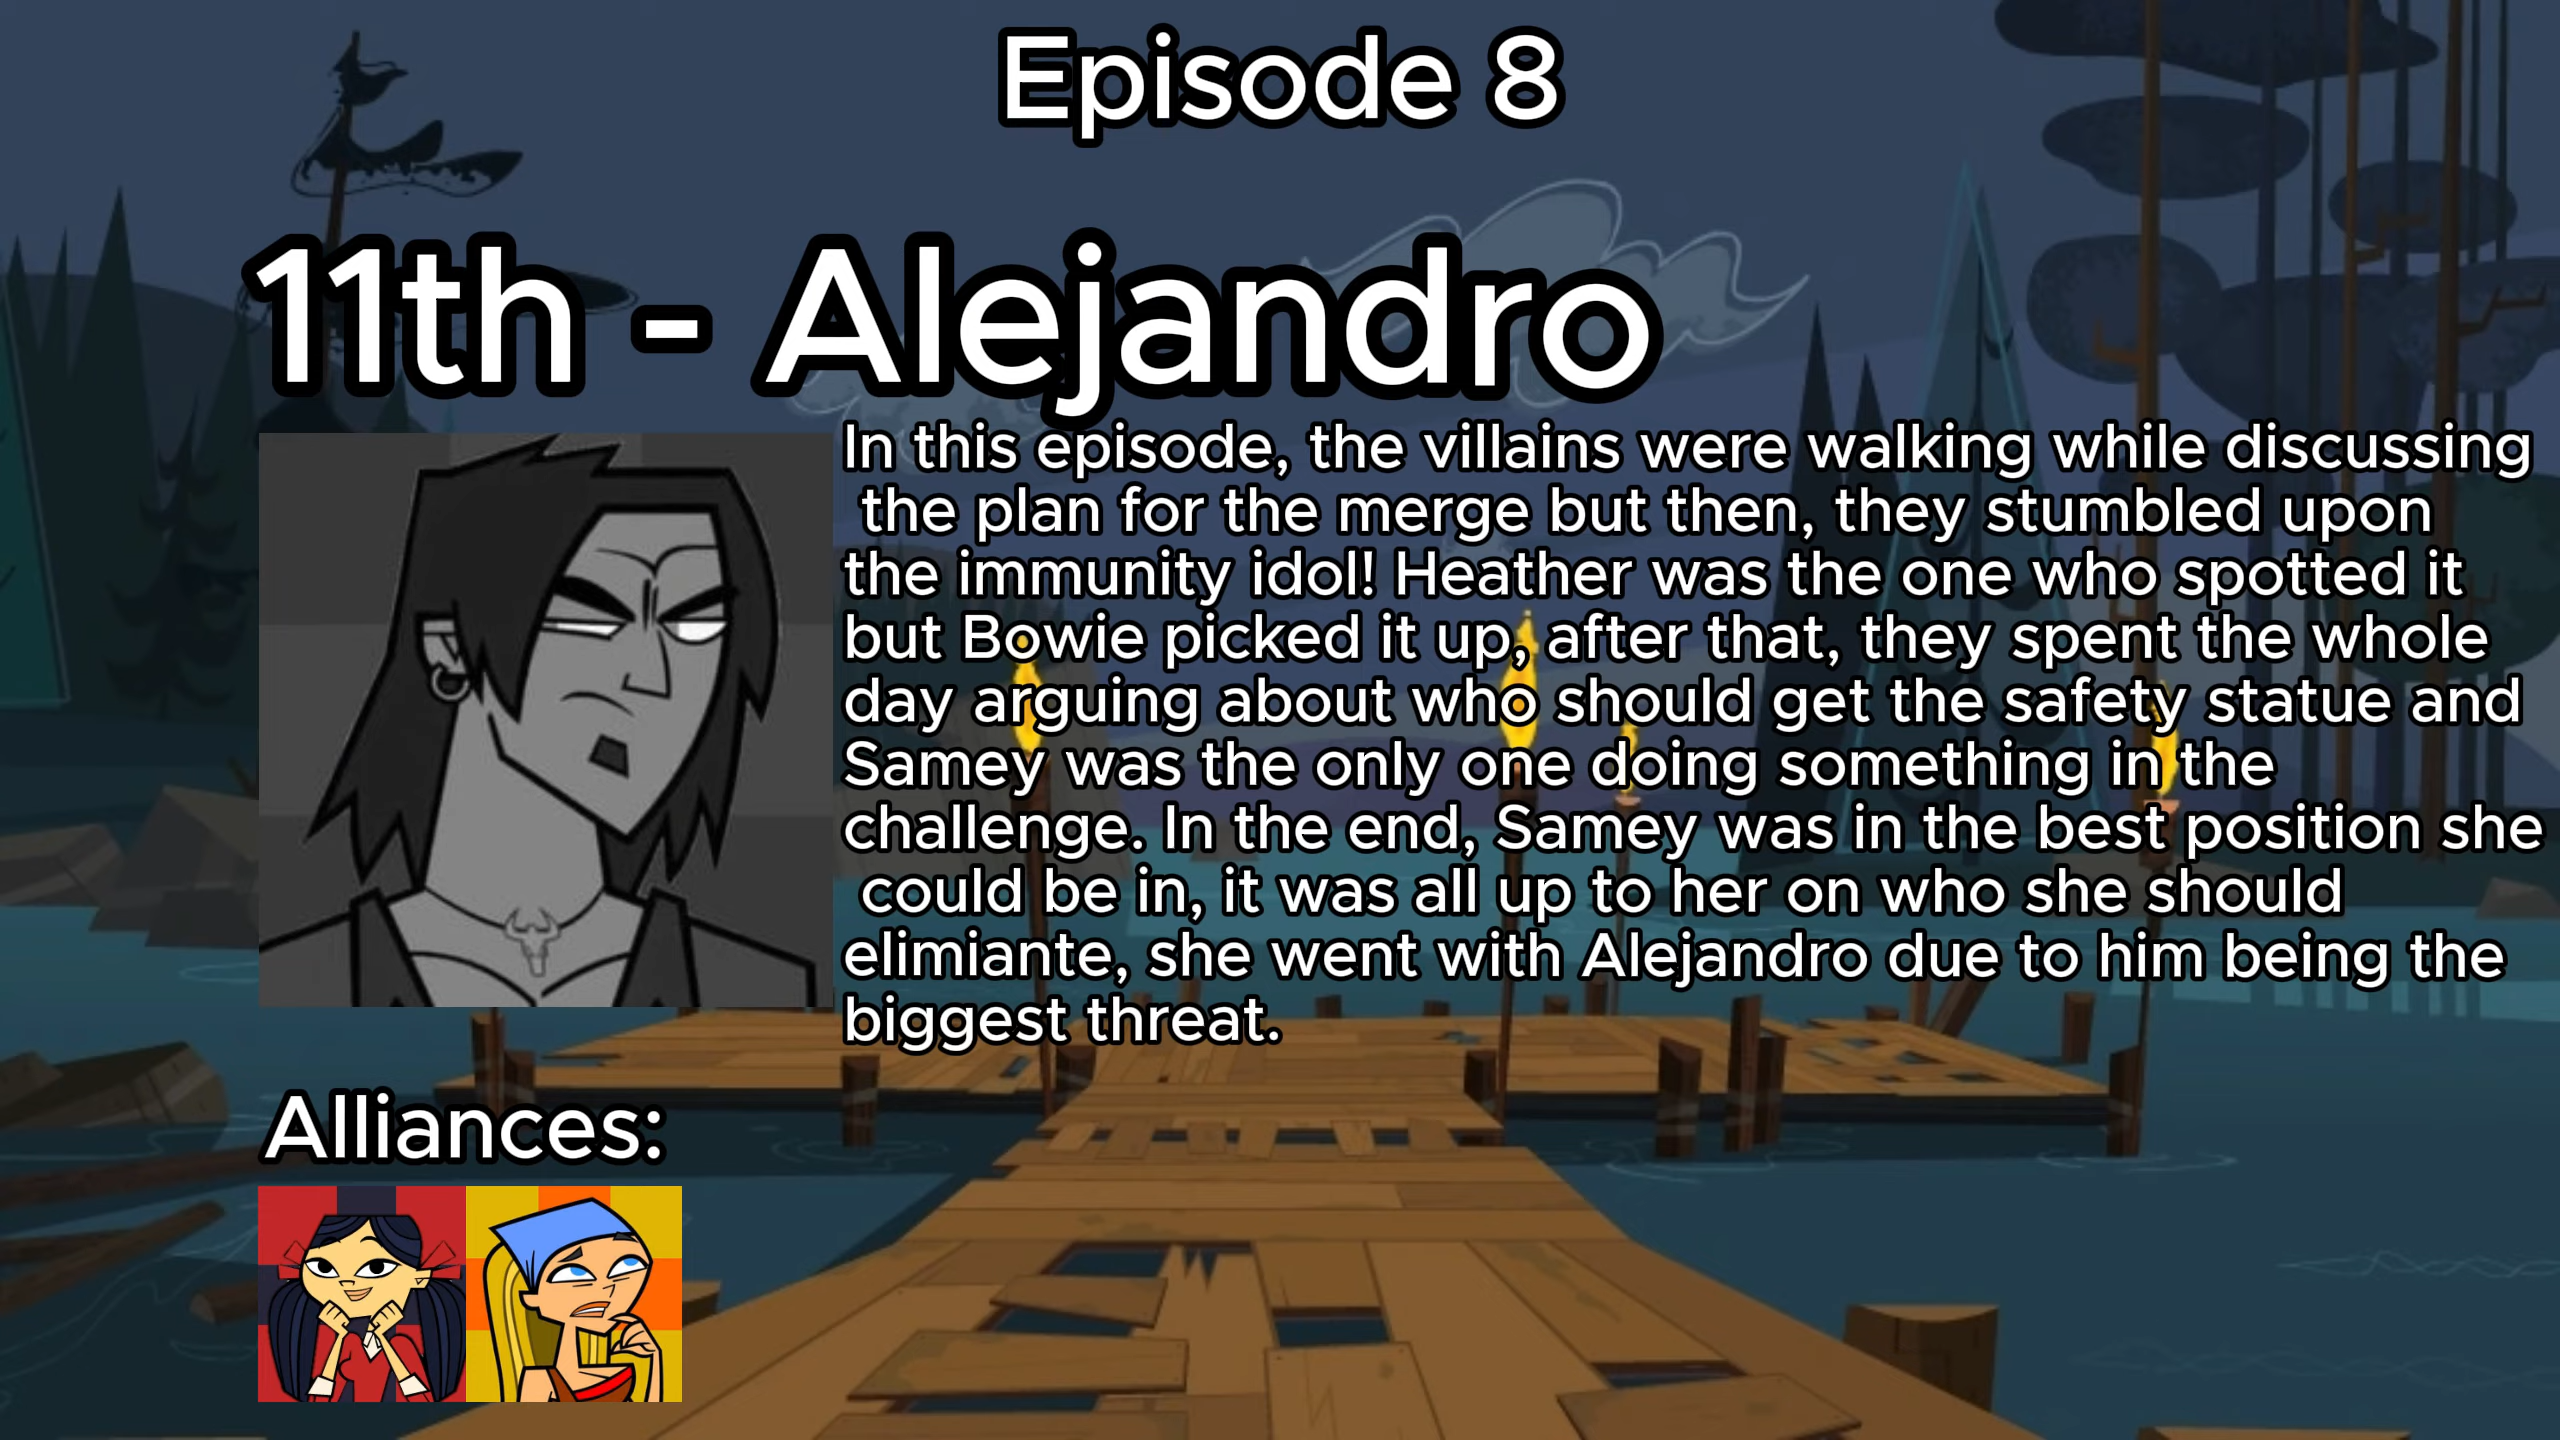 Episode 8
11th - Alejandro
In this episode, the villains were walking while discussing
the plan for the merge but then, they stumbled upon
the immunity idol! Heather was the one who spotted it
but Bowie picked it up, after that, they spent the whole
day arguing about who should get the safety statue and
Samey was the only one doing something in the
challenge. In the end, Samey was in the best position she
could be in, it was all up to her on who she should
elimiante, she went with Alejandro due to him being the
biggest threat.
Alliances: